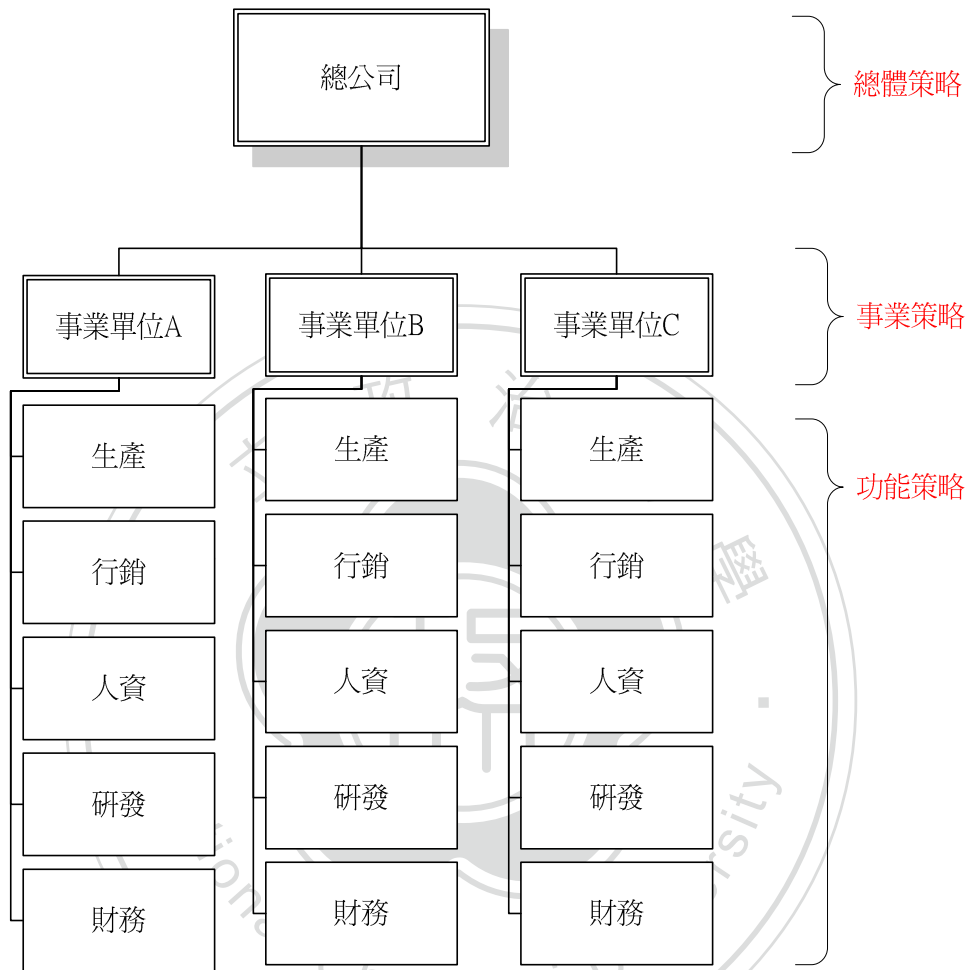 總公司
總體策略
事業單位A
事業單位B
事業單位C
事業策略
生產
生產
生產
功能策略
行銷
行銷
行銷
人資
人資
人資
研發
研發
研發
財務
財務
財務